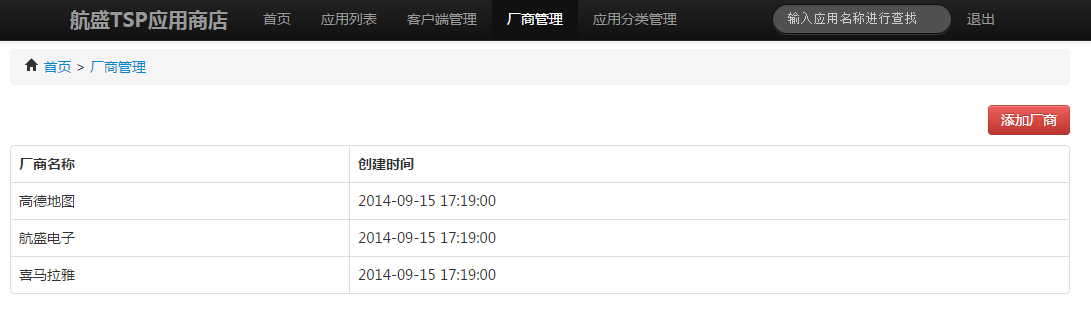 航盛TSP应用商店 首页 应用列表 客户端管理 厂商管理 应用分类管理 输入应用名称进行查找 退出
首页 > 厂商管理
添加厂商
厂商名称 创建时间
高德地图 2014-09-15 17:19:00
航盛电子 2014-09-15 17:19:00
喜马拉雅 2014-09-15 17:19:00